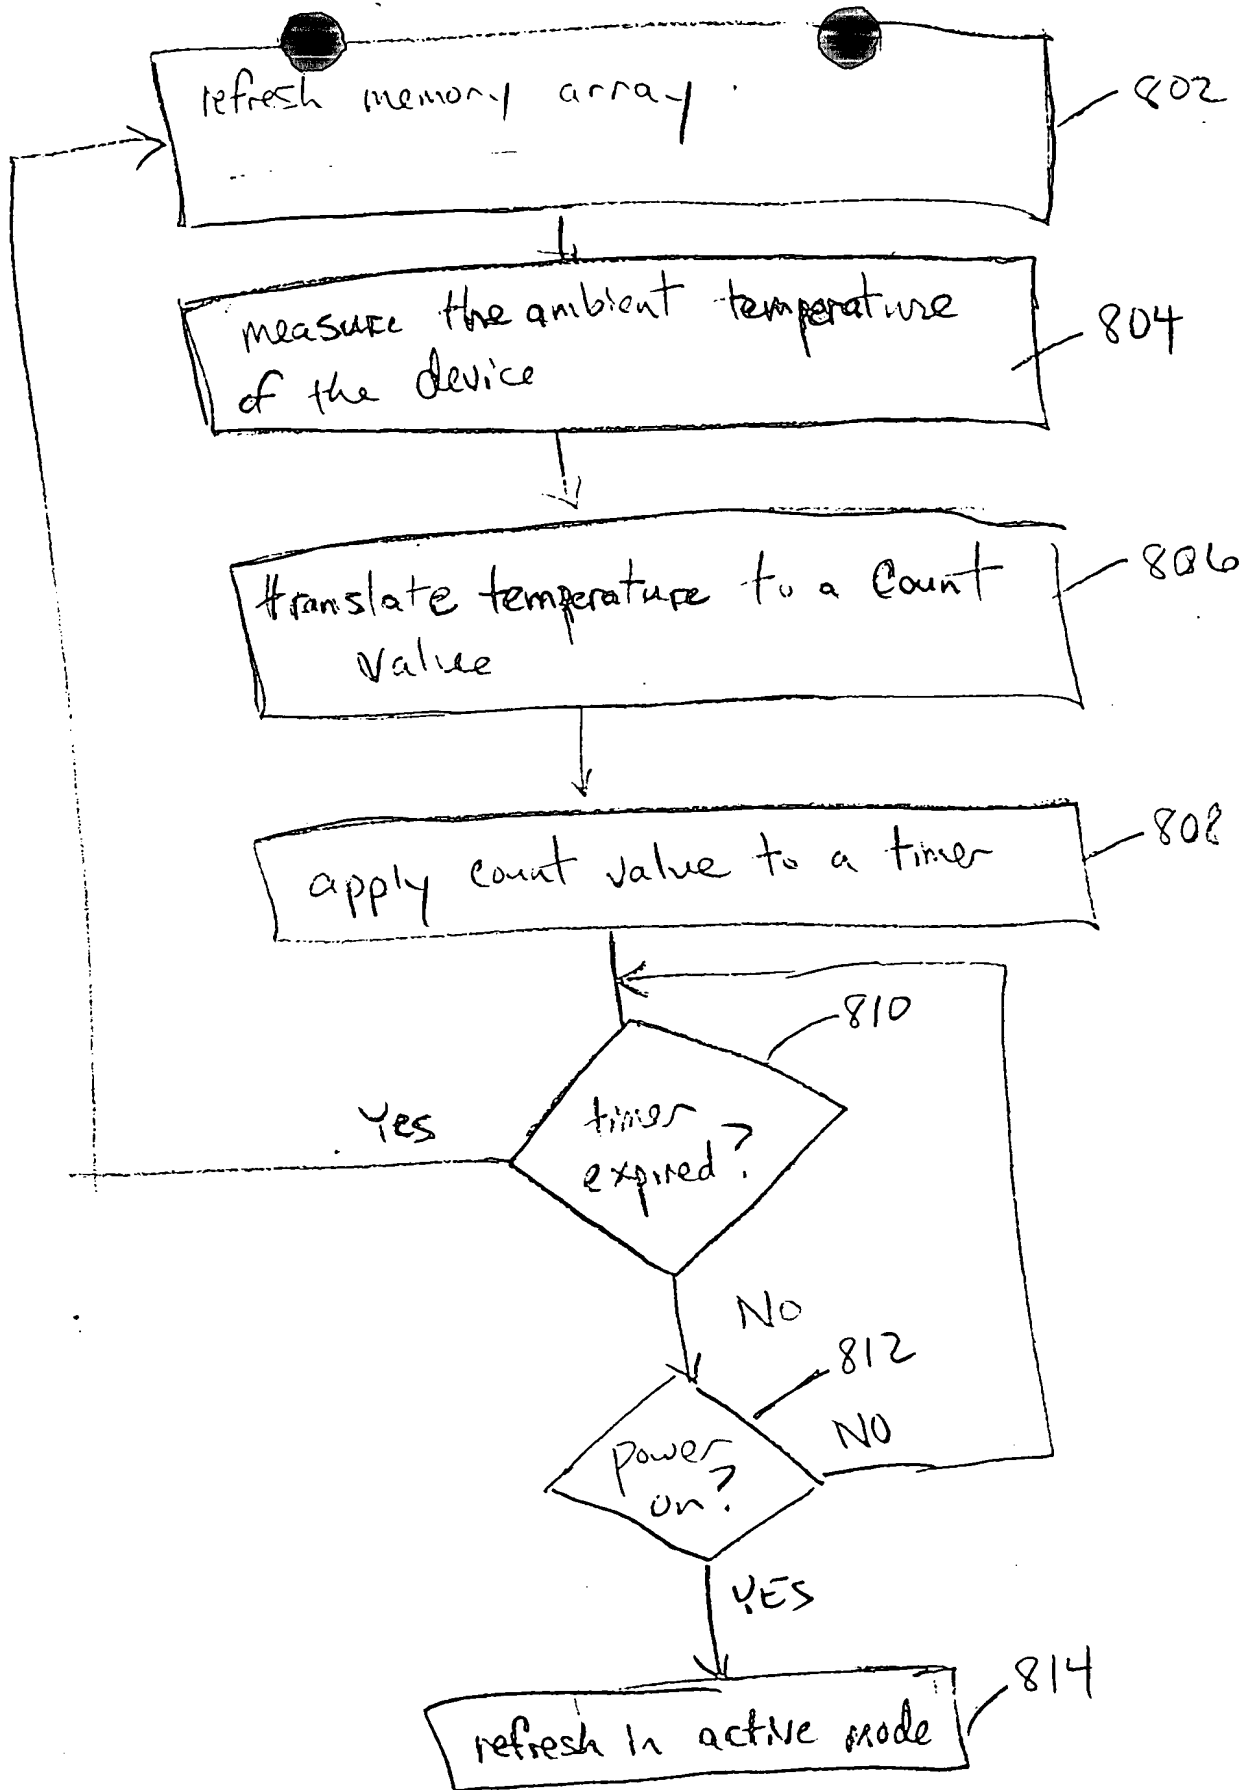 refresh memory array.
802
measure the ambient temperature
of the device
804
translate temperature to a count
value
806
apply count value to a timer
808
810
timer
expired?
Yes
NO
812
power
on?
NO
YES
814
refresh in active mode